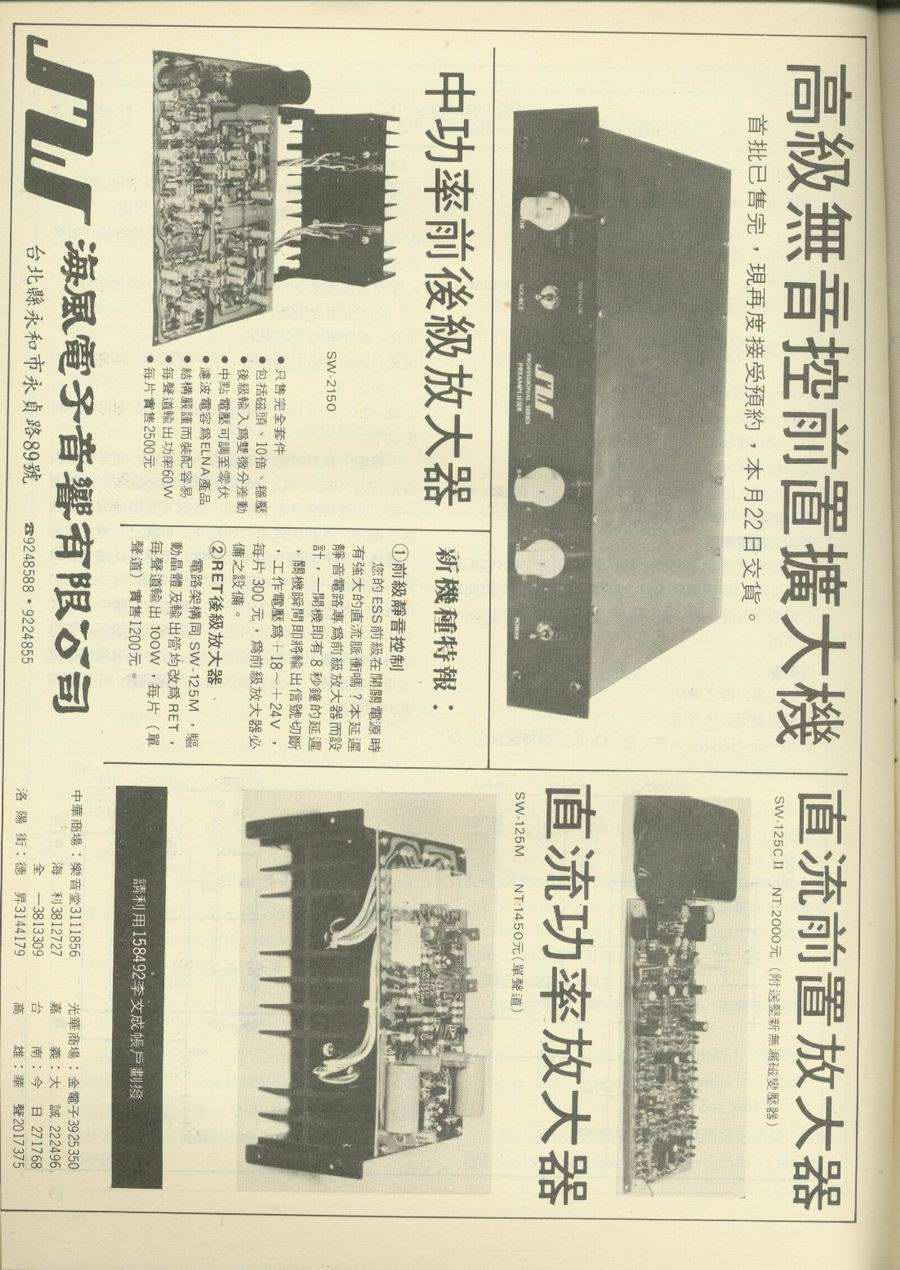 高級無音控前置擴大機
首批已售完，現再度接受預約，本月22日交貨。
SOURCE
MONITOR
PROFESSIONAL SERIES
PREAMPLIFIER
POWER
中功率前後級放大器
SW-2150
●只售完全套件
●包括磁頭、10倍、穩壓
●後級輸入為雙微分差動
●中點電壓可調至零伏
●濾波電容為ELNA產品
●結構嚴謹而裝配容易
●每聲道輸出功率60W
●每片實售2500元
新機種特報：
①前級靜音控制
您的ESS前級在開關電源時
有強大的直流脈衝嗎？本延遲
靜音電路專為前級放大器而設
計，一開機即有8秒鐘的延遲
，關機瞬間即將輸出信號切斷
，工作電壓為＋18～＋24V，
每片300元，為前級放大器必
備之設備。
②RET後級放大器
電路架構同SW-125M，驅
動晶體及輸出管均改為RET，
每聲道輸出100W，每片（單
聲道）實售1200元。
直流前置放大器
SW-125CⅡ NT:2000元（附送堅新無漏磁變壓器）
直流功率放大器
SW-125M NT:1450元（單聲道）
請利用158492李文成帳戶劃撥
海風電子音響有限公司
台北縣永和市永貞路89號 ☎9248588・9224855
中華商場：樂音堂3111856 光華商場：金電子3925350
海利3812727 嘉義：大誠222496
全一3813309 台南：今日271768
洛陽街：德昇3144179 高雄：華聲2017375